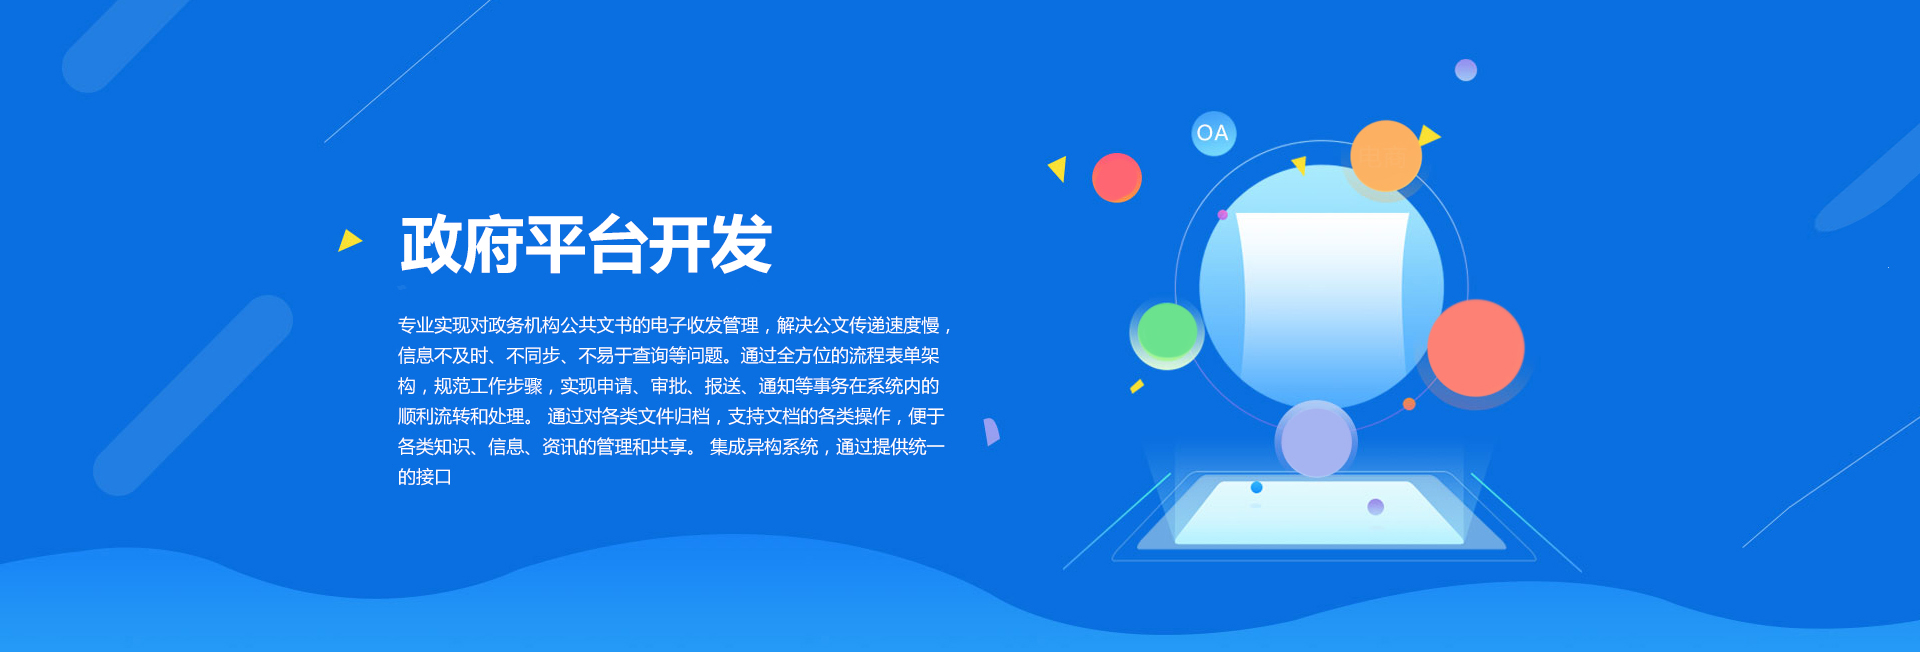 OA
政府平台开发
专业实现对政务机构公共文书的电子收发管理，解决公文传递速度慢，
信息不及时、不同步、不易于查询等问题。通过全方位的流程表单架
构，规范工作步骤，实现申请、审批、报送、通知等事务在系统内的
顺利流转和处理。 通过对各类文件归档，支持文档的各类操作，便于
各类知识、信息、资讯的管理和共享。 集成异构系统，通过提供统一
的接口